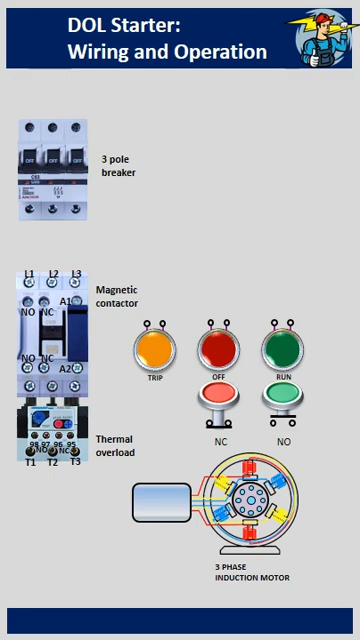 DOL Starter:
Wiring and Operation
OFF OFF OFF
C63
3 pole
breaker
L1 L2 L3
NO NC A1
Magnetic
contactor
NO NC
A2
TRIP OFF RUN
98 97 96 95
NO NC
T1 T2 T3
Thermal
overload
NC NO
3 PHASE
INDUCTION MOTOR